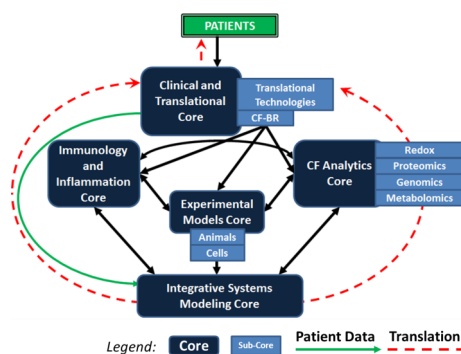 PATIENTS
Clinical and
Translational
Core
Translational
Technologies
CF-BR
Immunology
and
Inflammation
Core
CF Analytics
Core
Redox
Proteomics
Genomics
Metabolomics
Experimental
Models Core
Animals
Cells
Integrative Systems
Modeling Core
Legend: Core Sub-Core Patient Data Translation